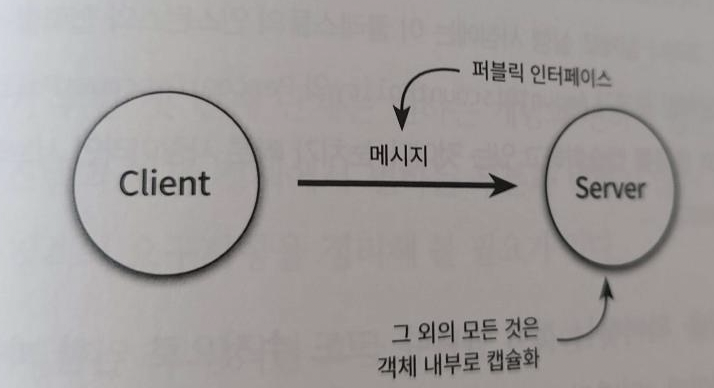 퍼블릭 인터페이스
메시지
Client
Server
그 외의 모든 것은
객체 내부로 캡슐화